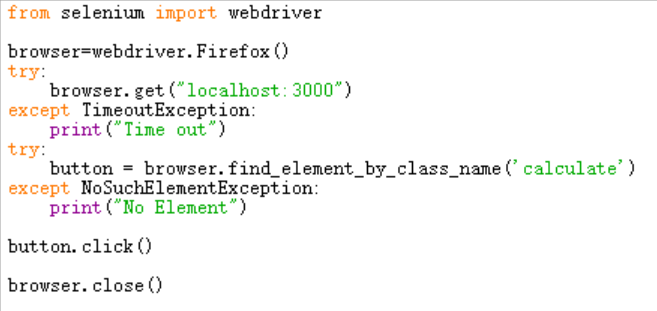 from selenium import webdriver
browser=webdriver.Firefox()
try:
    browser.get("localhost:3000")
except TimeoutException:
    print("Time out")
try:
    button = browser.find_element_by_class_name('calculate')
except NoSuchElementException:
    print("No Element")
button.click()
browser.close()